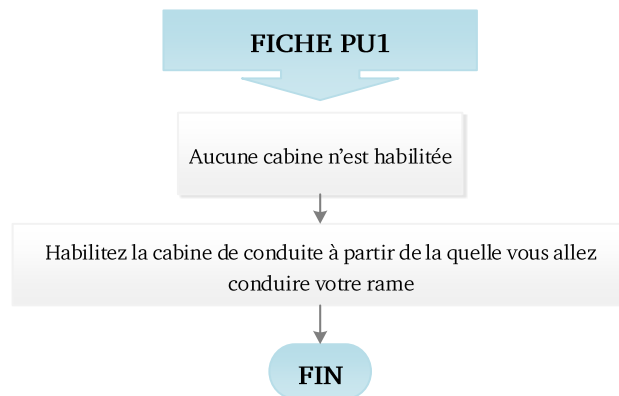 FICHE PU1
Aucune cabine n'est habilitée
Habilitez la cabine de conduite à partir de la quelle vous allez
conduire votre rame
FIN